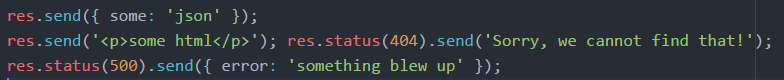 res.send({ some: 'json' });
res.send('<p>some html</p>'); res.status(404).send('Sorry, we cannot find that!');
res.status(500).send({ error: 'something blew up' });